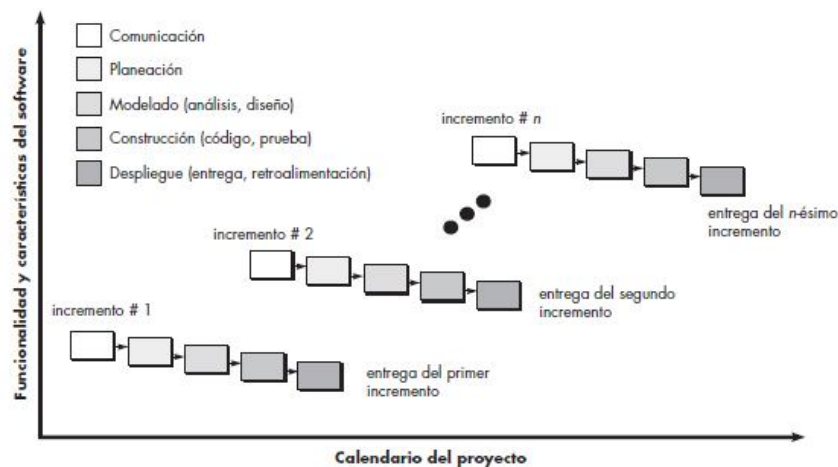 Funcionalidad y características del software
Comunicación
Planeación
Modelado (análisis, diseño)
Construcción (código, prueba)
Despliegue (entrega, retroalimentación)
incremento # n
entrega del n-ésimo
incremento
incremento # 2
entrega del segundo
incremento
incremento # 1
entrega del primer
incremento
Calendario del proyecto